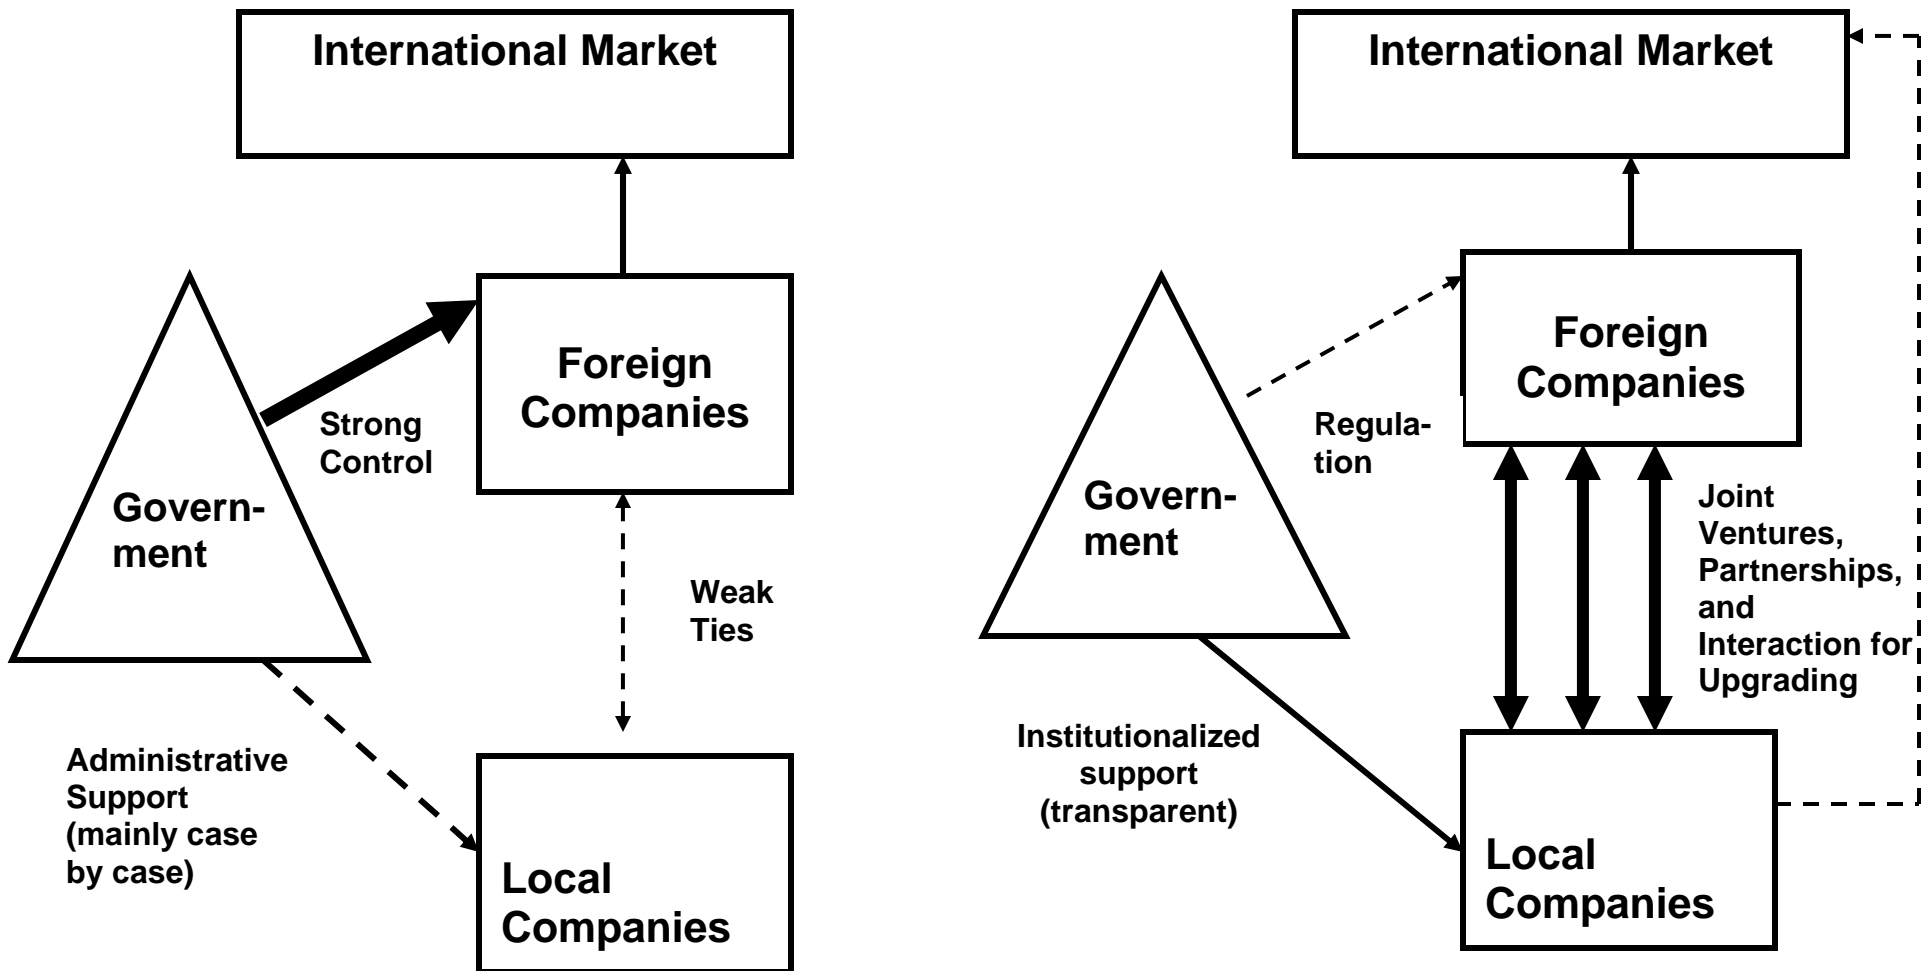 International Market
Foreign
Companies
Strong
Control
Govern-
ment
Weak
Ties
Administrative
Support
(mainly case
by case)
Local
Companies
International Market
Foreign
Companies
Regula-
tion
Govern-
ment
Joint
Ventures,
Partnerships,
and
Interaction for
Upgrading
Institutionalized
support
(transparent)
Local
Companies